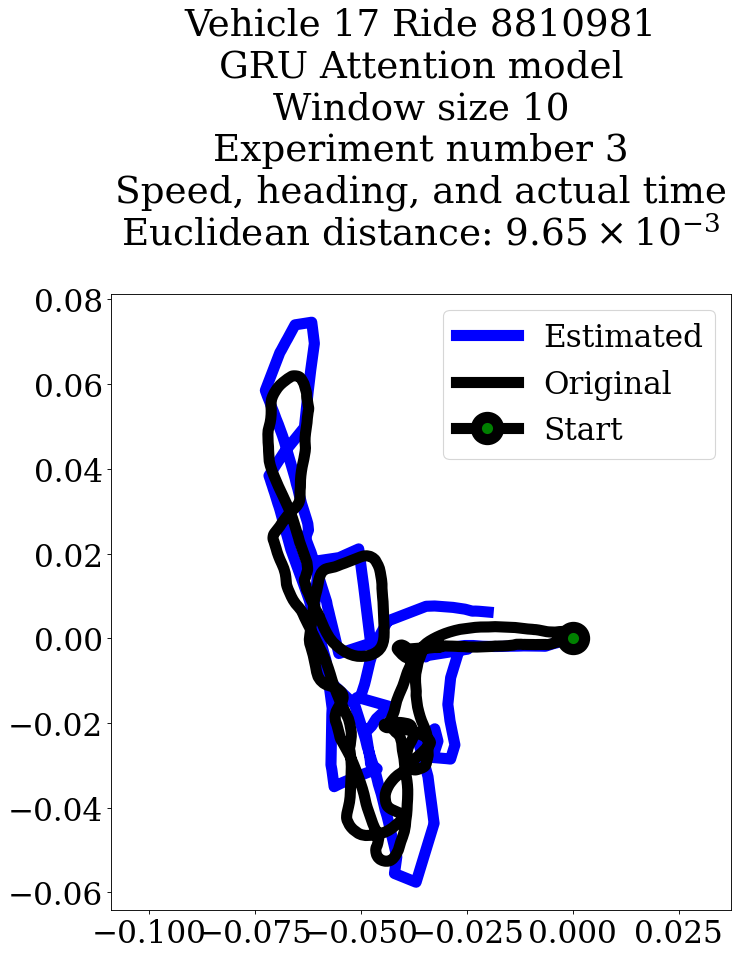 Vehicle 17 Ride 8810981
GRU Attention model
Window size 10
Experiment number 3
Speed, heading, and actual time
Euclidean distance: 9.65 × 10⁻³
0.08
0.06
0.04
0.02
0.00
−0.02
−0.04
−0.06
Estimated
Original
Start
−0.100 −0.075 −0.050 −0.025 0.000 0.025